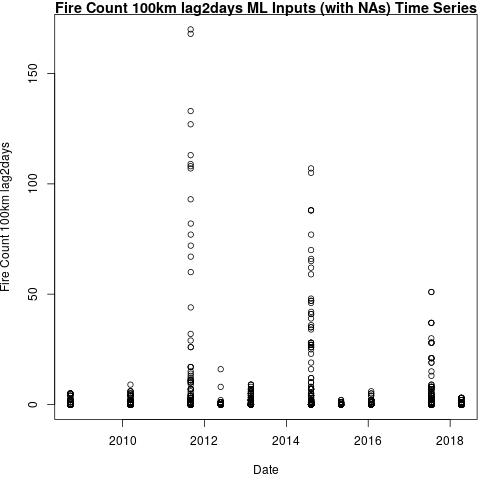 Fire Count 100km lag2days ML Inputs (with NAs) Time Series
Fire Count 100km lag2days
150
100
50
0
2010 2012 2014 2016 2018
Date